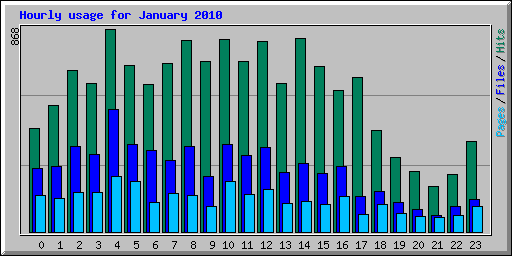 Hourly usage for January 2010
868
Pages / Files / Hits
0 1 2 3 4 5 6 7 8 9 10 11 12 13 14 15 16 17 18 19 20 21 22 23